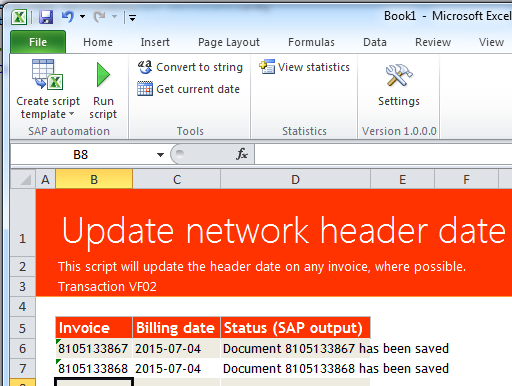 Book1 - Microsoft Excel
File Home Insert Page Layout Formulas Data Review View
Create script template Run script Convert to string Get current date View statistics Settings
SAP automation Tools Statistics Version 1.0.0.0
B8 fx
A B C D E F
1 Update network header date
2 This script will update the header date on any invoice, where possible.
3 Transaction VF02
4
5 Invoice Billing date Status (SAP output)
6 8105133867 2015-07-04 Document 8105133867 has been saved
7 8105133868 2015-07-04 Document 8105133868 has been saved